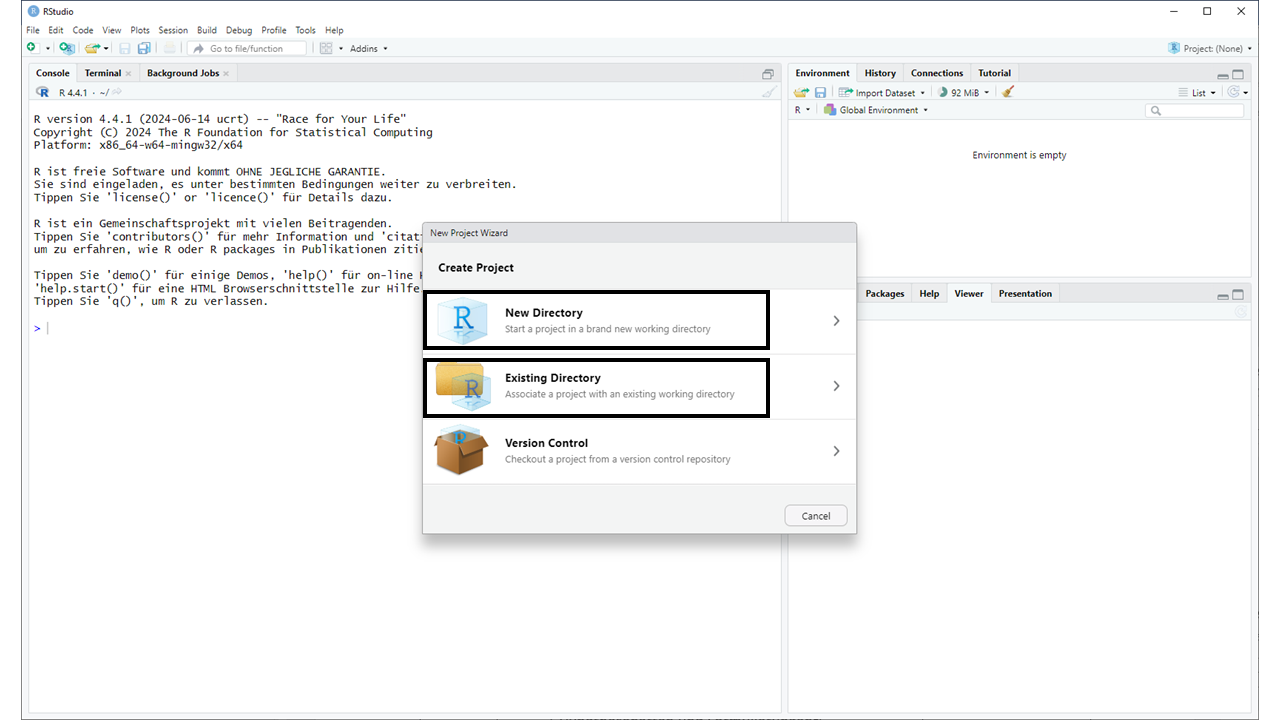 RStudio
File Edit Code View Plots Session Build Debug Profile Tools Help
Go to file/function Addins Project: (None)
Console Terminal Background Jobs
R 4.4.1 · ~/
R version 4.4.1 (2024-06-14 ucrt) -- "Race for Your Life"
Copyright (C) 2024 The R Foundation for Statistical Computing
Platform: x86_64-w64-mingw32/x64
R ist freie Software und kommt OHNE JEGLICHE GARANTIE.
Sie sind eingeladen, es unter bestimmten Bedingungen weiter zu verbreiten.
Tippen Sie 'license()' or 'licence()' für Details dazu.
R ist ein Gemeinschaftsprojekt mit vielen Beitragenden.
Tippen Sie 'contributors()' für mehr Information und 'citat
um zu erfahren, wie R oder R packages in Publikationen zitie
Tippen Sie 'demo()' für einige Demos, 'help()' für on-line
'help.start()' für eine HTML Browserschnittstelle zur Hilfe
Tippen Sie 'q()', um R zu verlassen.
>
Environment History Connections Tutorial
Import Dataset 92 MiB List
R Global Environment
Environment is empty
Packages Help Viewer Presentation
New Project Wizard
Create Project
New Directory
Start a project in a brand new working directory
Existing Directory
Associate a project with an existing working directory
Version Control
Checkout a project from a version control repository
Cancel